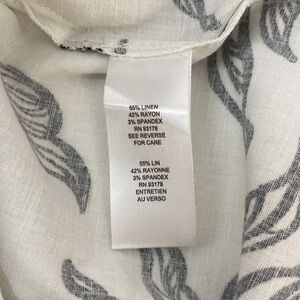 55% LINEN
42% RAYON
3% SPANDEX
RN 93178
SEE REVERSE
FOR CARE
55% LIN
42% RAYONNE
3% SPANDEX
RN 93178
ENTRETIEN
AU VERSO